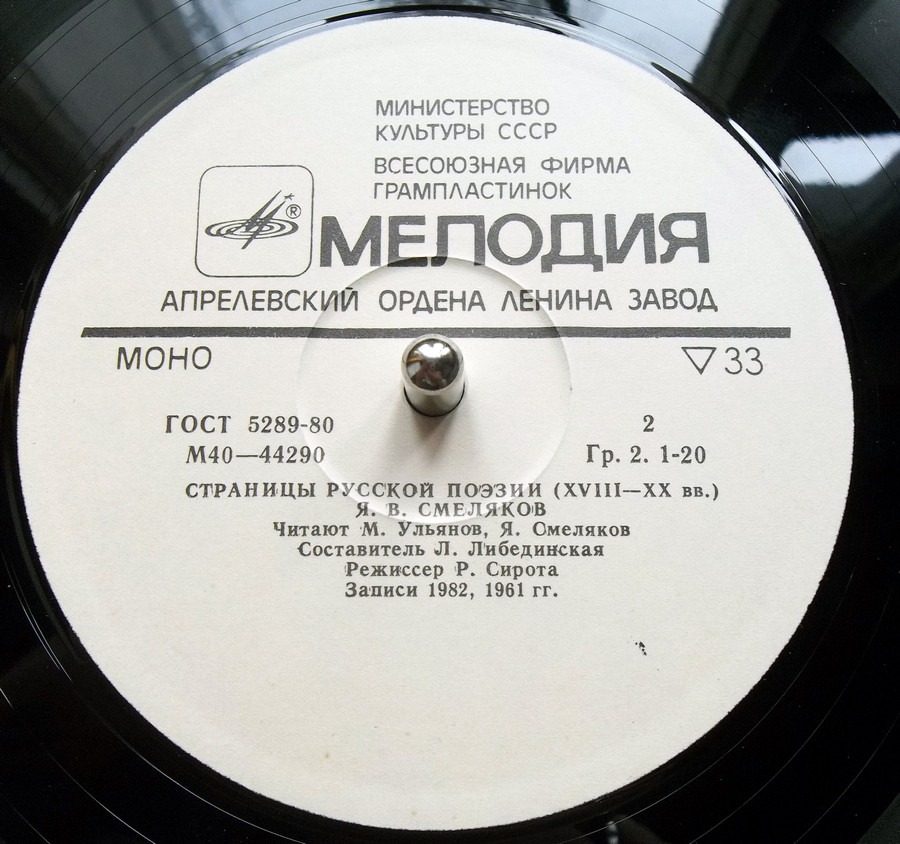 МИНИСТЕРСТВО
КУЛЬТУРЫ СССР
ВСЕСОЮЗНАЯ ФИРМА
ГРАМПЛАСТИНОК
®
МЕЛОДИЯ
АПРЕЛЕВСКИЙ ОРДЕНА ЛЕНИНА ЗАВОД
МОНО 33
ГОСТ 5289-80 2
М40—44290 Гр. 2. 1-20
СТРАНИЦЫ РУССКОЙ ПОЭЗИИ (XVIII—XX вв.)
Я. В. СМЕЛЯКОВ
Читают М. Ульянов, Я. Смеляков
Составитель Л. Либединская
Режиссер Р. Сирота
Записи 1982, 1961 гг.